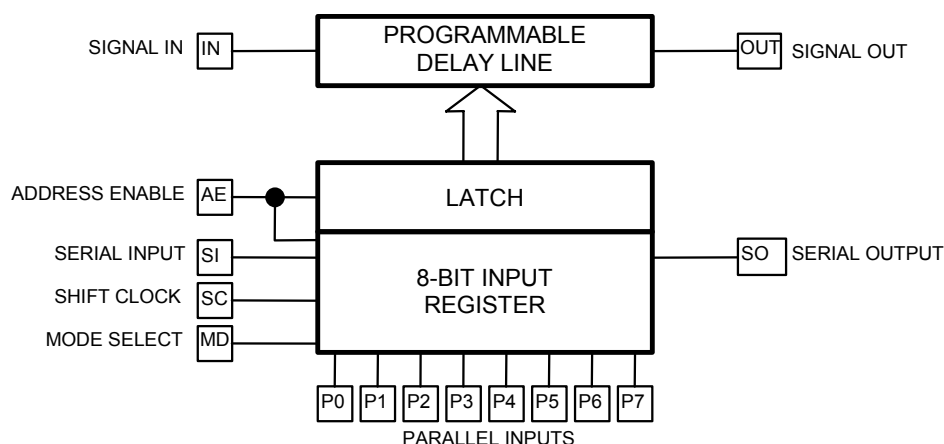 SIGNAL IN IN PROGRAMMABLE DELAY LINE OUT SIGNAL OUT
ADDRESS ENABLE AE LATCH
SERIAL INPUT SI SO SERIAL OUTPUT
8-BIT INPUT
REGISTER
SHIFT CLOCK SC
MODE SELECT MD
P0 P1 P2 P3 P4 P5 P6 P7
PARALLEL INPUTS